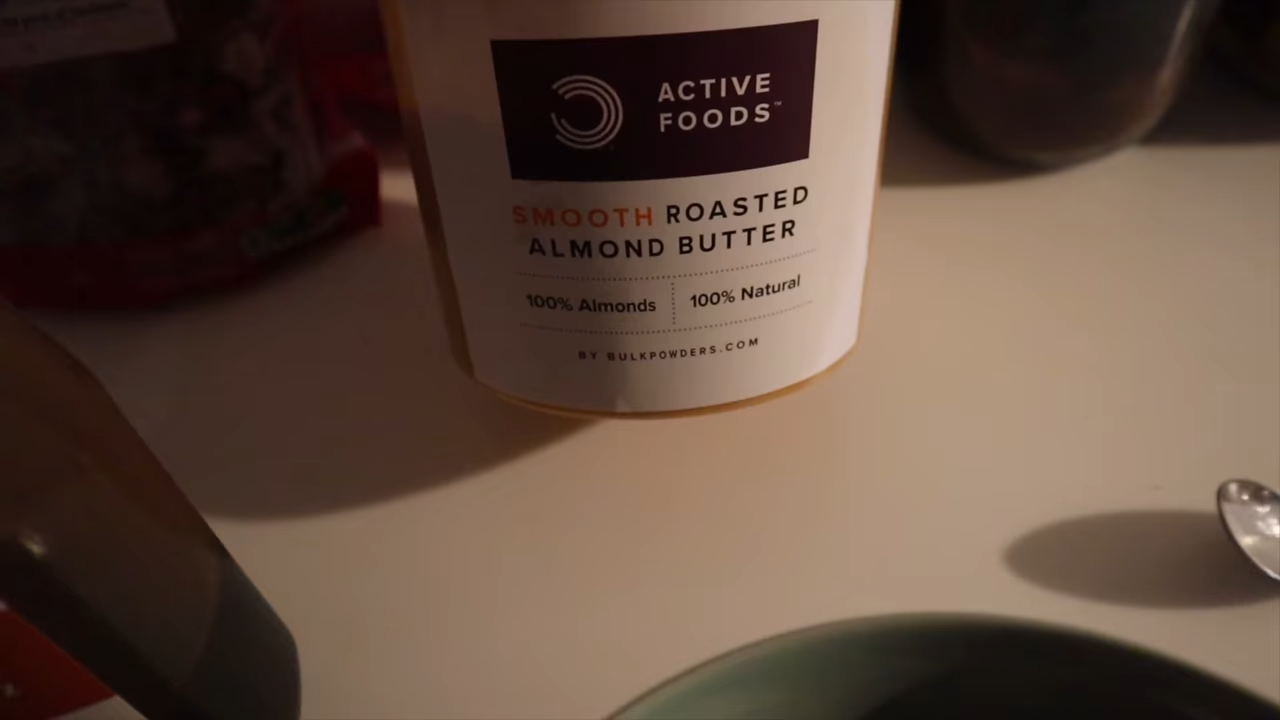 ACTIVE
FOODS™
SMOOTH ROASTED
ALMOND BUTTER
100% Almonds
100% Natural
BY BULKPOWDERS.COM